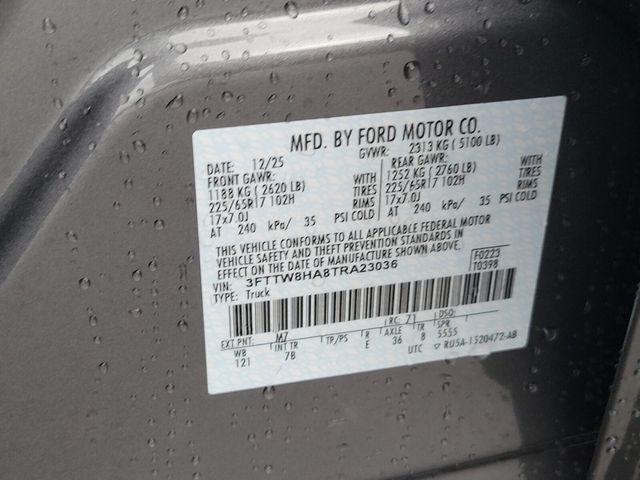 MFD. BY FORD MOTOR CO.
DATE: 12/25 GVWR: 2313 KG ( 5100 LB)
FRONT GAWR: REAR GAWR:
1188 KG ( 2620 LB) WITH 1252 KG ( 2760 LB) WITH
225/65R17 102H TIRES 225/65R17 102H TIRES
17x7.0J RIMS 17x7.0J RIMS
AT 240 kPa/ 35 PSI COLD AT 240 kPa/ 35 PSI COLD
THIS VEHICLE CONFORMS TO ALL APPLICABLE FEDERAL MOTOR
VEHICLE SAFETY AND THEFT PREVENTION STANDARDS IN
EFFECT ON THE DATE OF MANUFACTURE SHOWN ABOVE.
VIN: 3FTTW8HA8TRA23036 F0223
TYPE: Truck T0398
EXT PNT: M7 RC: 71 DSO:
WB INT TR TP/PS R AXLE TR SPR
121 7B E 36 8 5555
UTC ▽ RU5A-1520472-AB